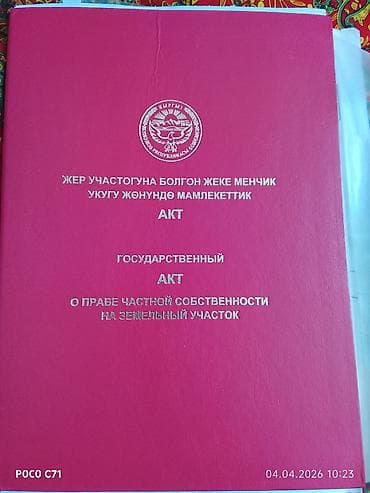 КЫРГЫЗ
ЖЕР УЧАСТОГУНА БОЛГОН ЖЕКЕ МЕНЧИК
УКУГУ ЖӨНҮНДӨ МАМЛЕКЕТТИК
АКТ
ГОСУДАРСТВЕННЫЙ
АКТ
О ПРАВЕ ЧАСТНОЙ СОБСТВЕННОСТИ
НА ЗЕМЕЛЬНЫЙ УЧАСТОК
POCO C71
04.04.2026 10:23